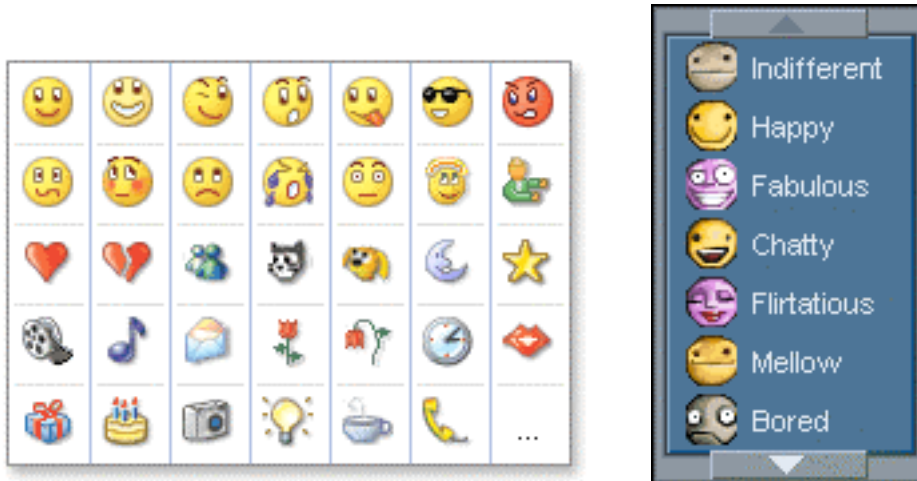 ...
Indifferent
Happy
Fabulous
Chatty
Flirtatious
Mellow
Bored